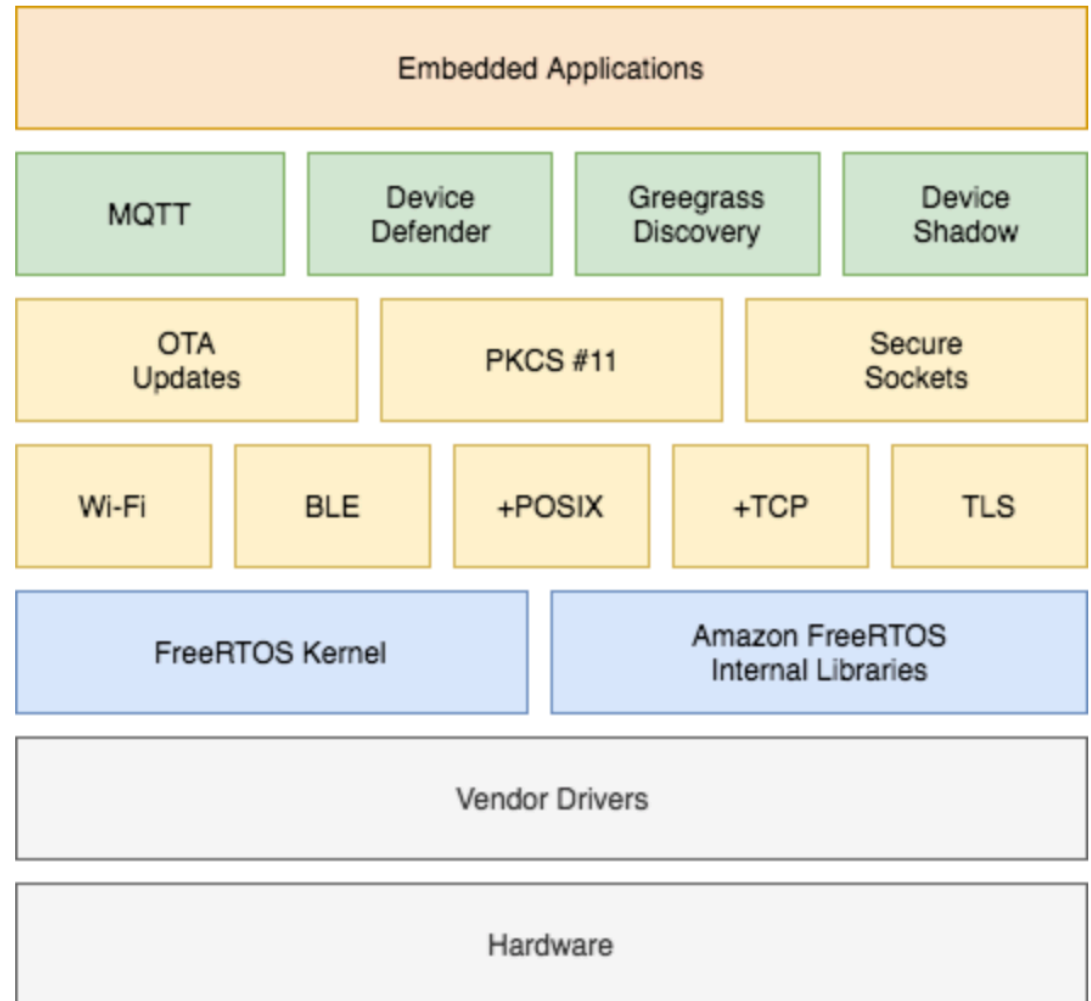 Embedded Applications
MQTT
Device
Defender
Greegrass
Discovery
Device
Shadow
OTA
Updates
PKCS #11
Secure
Sockets
Wi-Fi
BLE
+POSIX
+TCP
TLS
FreeRTOS Kernel
Amazon FreeRTOS
Internal Libraries
Vendor Drivers
Hardware